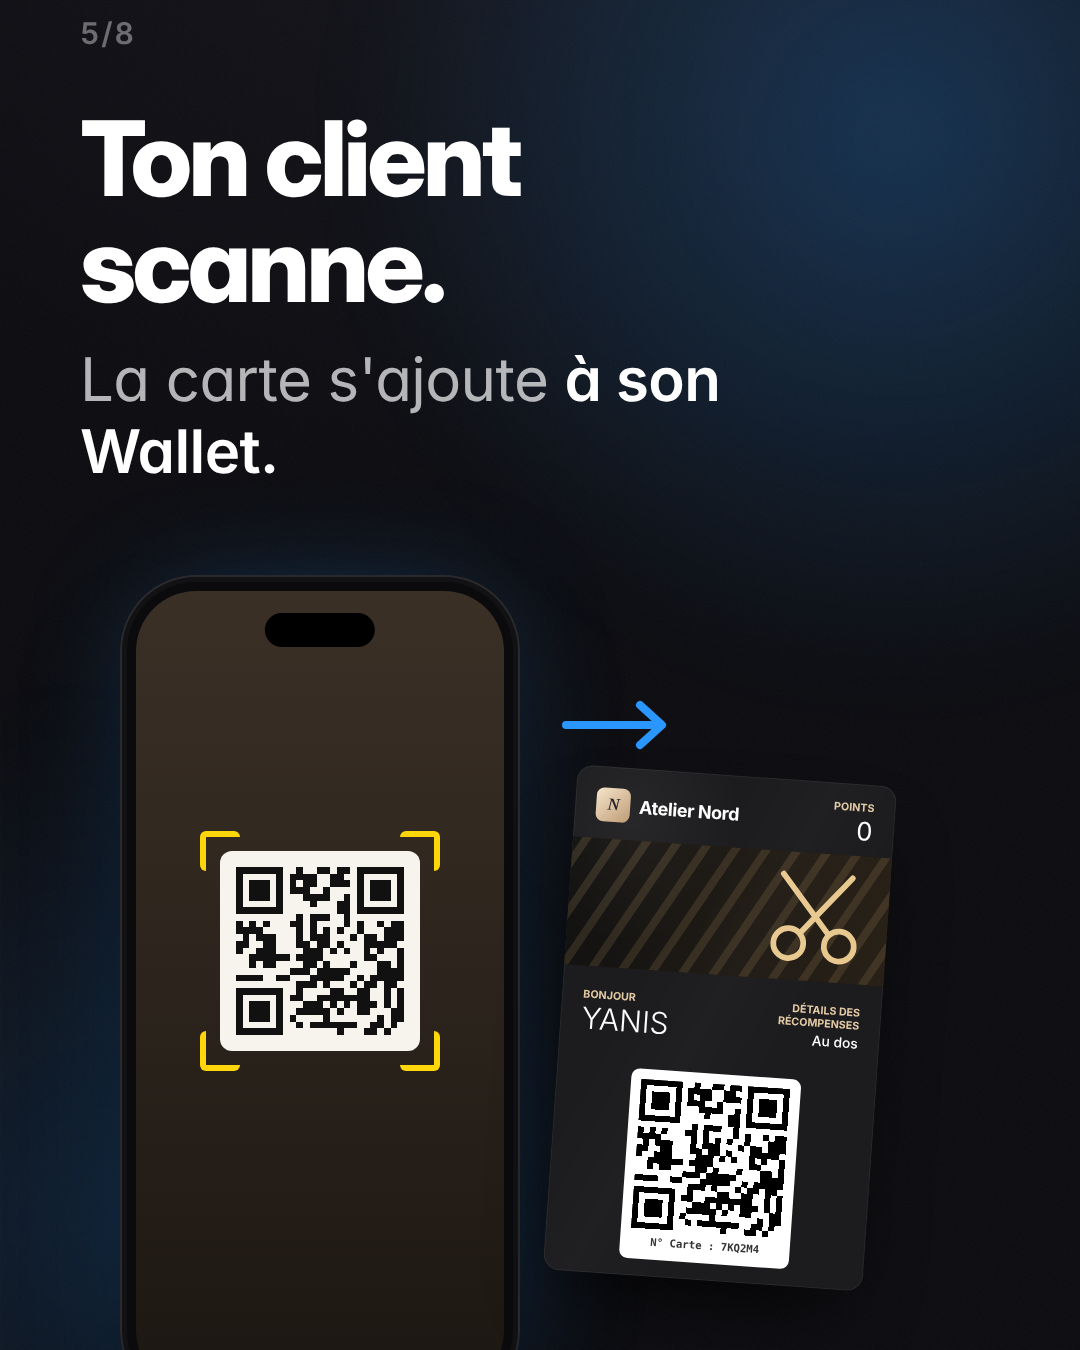 5/8
Ton client
scanne.
La carte s'ajoute à son
Wallet.
N Atelier Nord
POINTS
0
BONJOUR
YANIS
DÉTAILS DES
RÉCOMPENSES
Au dos
N° Carte : 7KQ2M4